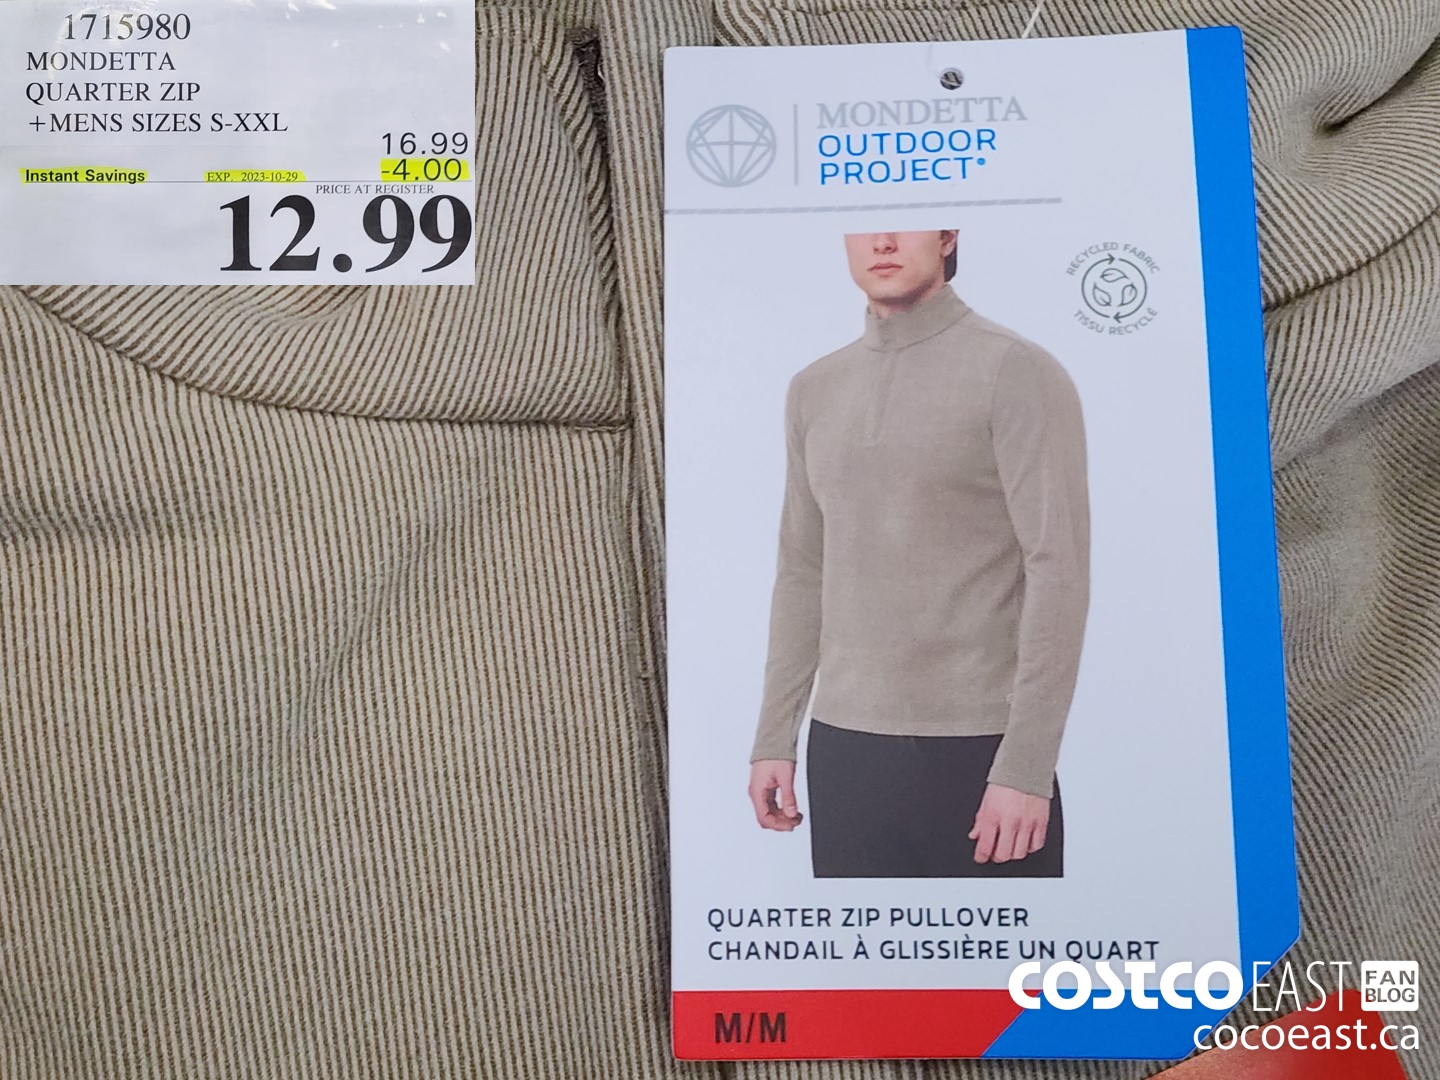 1715980
MONDETTA
QUARTER ZIP
+MENS SIZES S-XXL
16.99
Instant Savings EXP. 2023-10-29 -4.00
PRICE AT REGISTER
12.99
MONDETTA
OUTDOOR
PROJECT®
RECYCLED FABRIC
TISSU RECYCLÉ
QUARTER ZIP PULLOVER
CHANDAIL À GLISSIÈRE UN QUART
M/M
COSTCO EAST FAN BLOG
cocoeast.ca